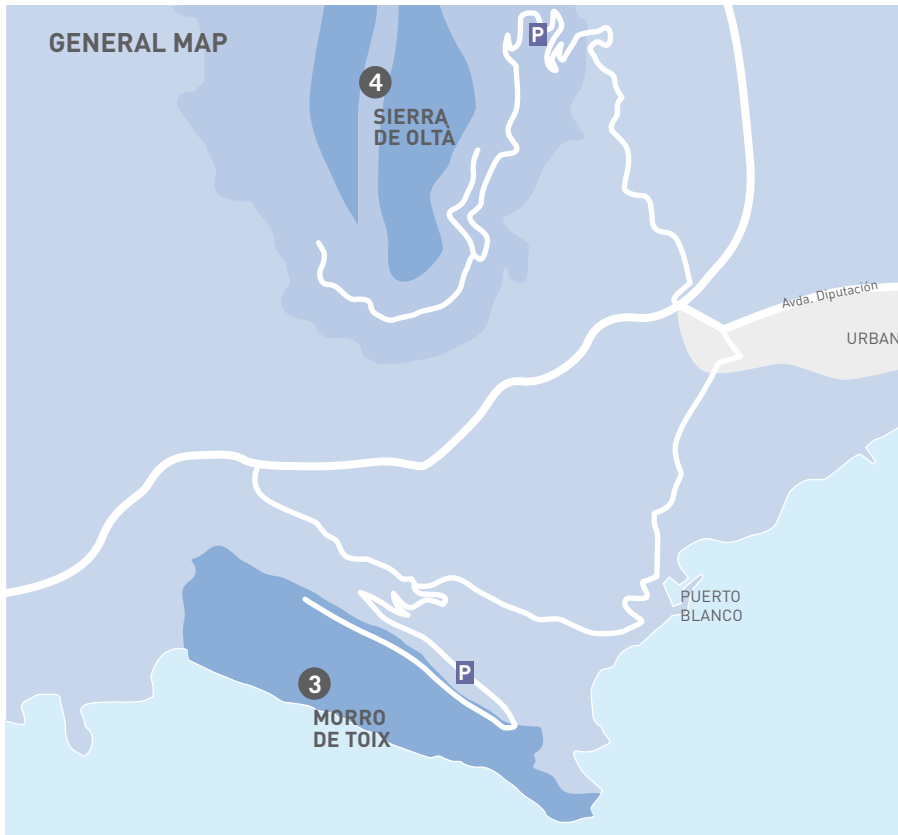 GENERAL MAP
P
4
SIERRA
DE OLTÀ
Avda. Diputación
URBAN
PUERTO
BLANCO
P
3
MORRO
DE TOIX